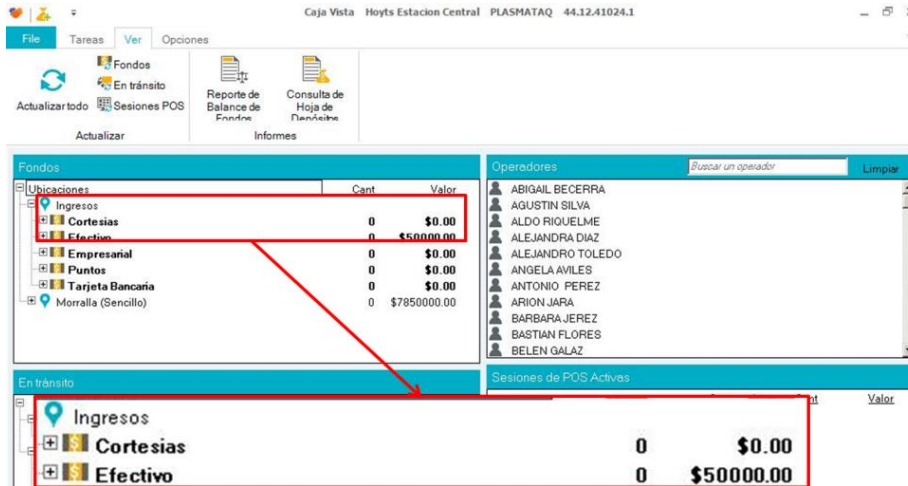 Caja Vista Hoyts Estacion Central PLASMATAQ 44.12.41024.1
File Tareas Ver Opciones
Actualizar todo
Fondos
En tránsito
Sesiones POS
Actualizar
Reporte de
Balance de
Fondos
Consulta de
Hoja de
Depósitos
Informes
Fondos
Ubicaciones Cant Valor
Ingresos
Cortesias 0 $0.00
Efectivo 0 $50000.00
Empresarial 0 $0.00
Puntos 0 $0.00
Tarjeta Bancaria 0 $0.00
Morralla (Sencillo) 0 $7850000.00
Operadores Buscar un operador Limpiar
ABIGAIL BECERRA
AGUSTIN SILVA
ALDO RIQUELME
ALEJANDRA DIAZ
ALEJANDRO TOLEDO
ANGELA AVILES
ANTONIO PEREZ
ARION JARA
BARBARA JEREZ
BASTIAN FLORES
BELEN GALAZ
En tránsito
Sesiones de POS Activas
Valor
Ingresos
Cortesias 0 $0.00
Efectivo 0 $50000.00